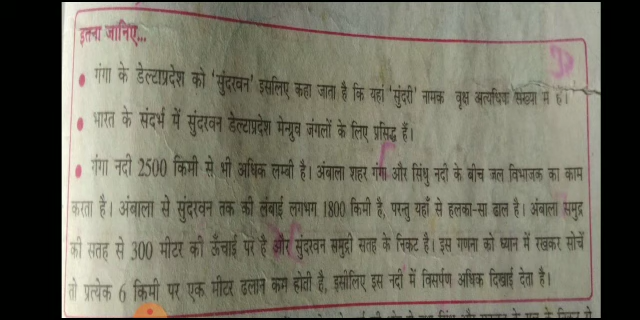 इतना जानिए...
• गंगा के डेल्टाप्रदेश को 'सुंदरवन' इसलिए कहा जाता है कि यहां 'सुंदरी' नामक वृक्ष अत्यधिक संख्या में हैं।
• भारत के संदर्भ में सुंदरवन डेल्टाप्रदेश मेन्ग्रुव जंगलों के लिए प्रसिद्ध हैं।
• गंगा नदी 2500 किमी से भी अधिक लम्बी है। अंबाला शहर गंगा और सिंधु नदी के बीच जल विभाजक का काम
करता है। अंबाला से सुंदरवन तक की लंबाई लगभग 1800 किमी है, परन्तु यहाँ से हलका-सा ढाल है। अंबाला समुद्र
की सतह से 300 मीटर की ऊँचाई पर है और सुंदरवन समुद्री सतह के निकट है। इस गणना को ध्यान में रखकर सोचें
तो प्रत्येक 6 किमी पर एक मीटर ढलान कम होती है, इसीलिए इस नदी में विसर्पण अधिक दिखाई देता है।